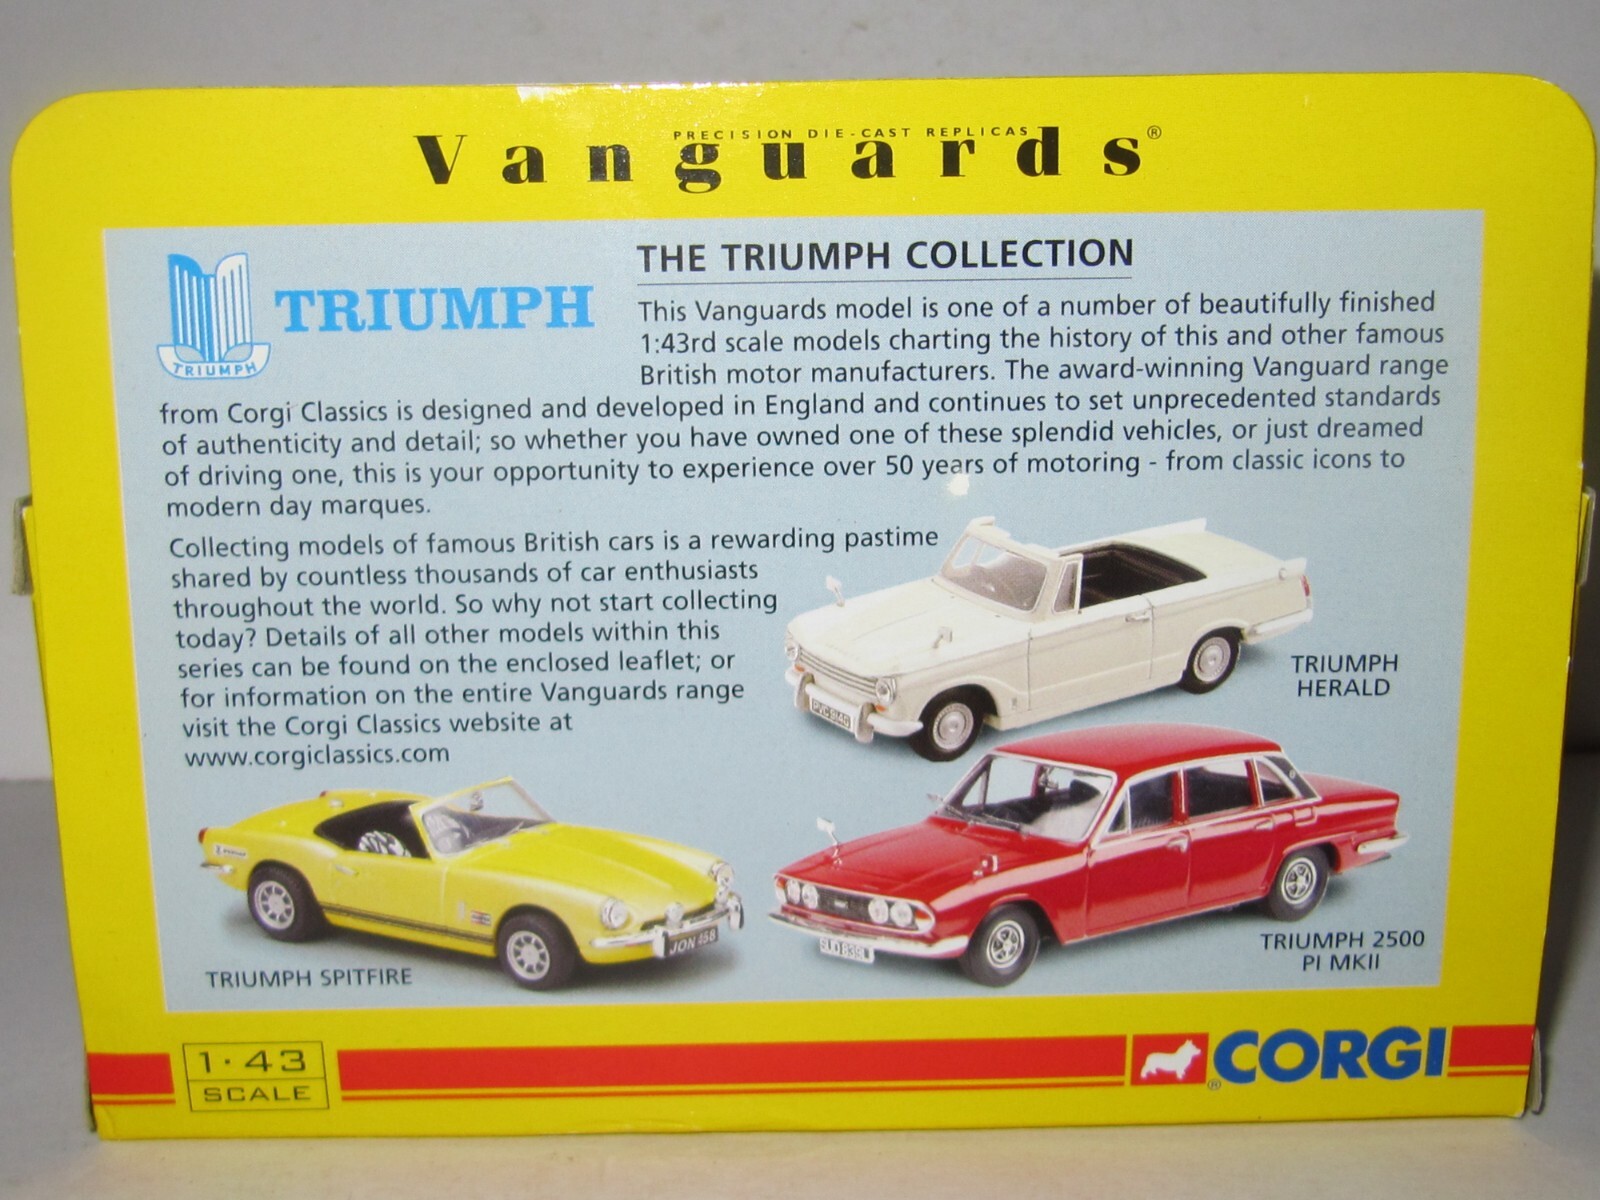 PRECISION DIE-CAST REPLICAS
Vanguards®
TRIUMPH
TRIUMPH
THE TRIUMPH COLLECTION
This Vanguards model is one of a number of beautifully finished
1:43rd scale models charting the history of this and other famous
British motor manufacturers. The award-winning Vanguard range
from Corgi Classics is designed and developed in England and continues to set unprecedented standards
of authenticity and detail; so whether you have owned one of these splendid vehicles, or just dreamed
of driving one, this is your opportunity to experience over 50 years of motoring - from classic icons to
modern day marques.
Collecting models of famous British cars is a rewarding pastime
shared by countless thousands of car enthusiasts
throughout the world. So why not start collecting
today? Details of all other models within this
series can be found on the enclosed leaflet; or
for information on the entire Vanguards range
visit the Corgi Classics website at
www.corgiclassics.com
TRIUMPH
HERALD
TRIUMPH 2500
PI MKII
JON
TRIUMPH SPITFIRE
1·43
SCALE
®CORGI